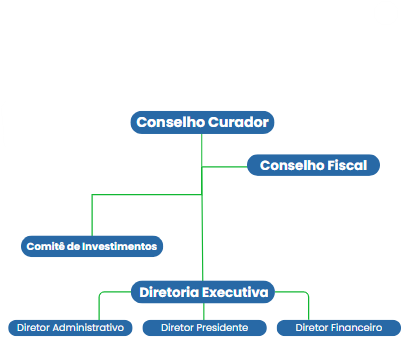 Conselho Curador
Conselho Fiscal
Comitê de Investimentos
Diretoria Executiva
Diretor Administrativo
Diretor Presidente
Diretor Financeiro